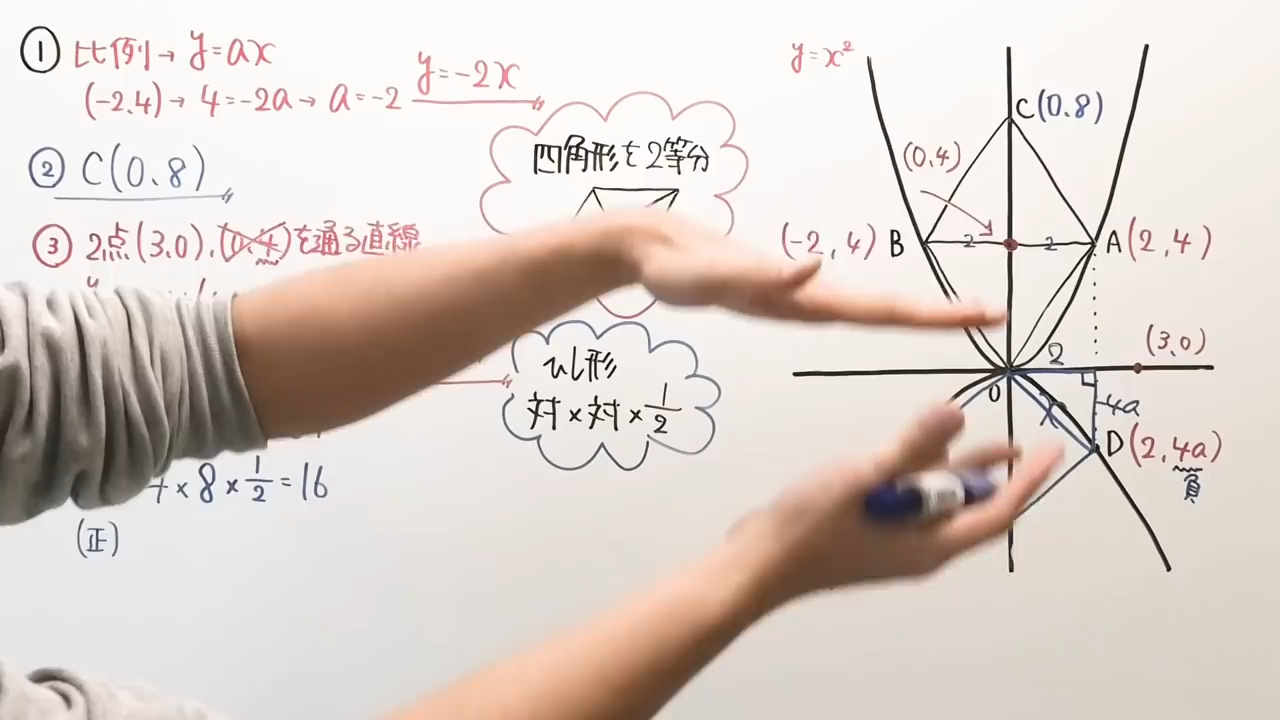 ① 比例→ y=ax
(-2.4)→ 4=-2a→ a=-2
y=-2x
② C(0.8)
③ 2点(3.0).(0.4)を通る直線
四角形を2等分
ひし形
対×対×1/2
×8×1/2=16
(正)
y=x²
C(0.8)
(0.4)
(-2,4) B
2
2
A(2,4)
2
(3.0)
0
4a
D(2,4a)
負